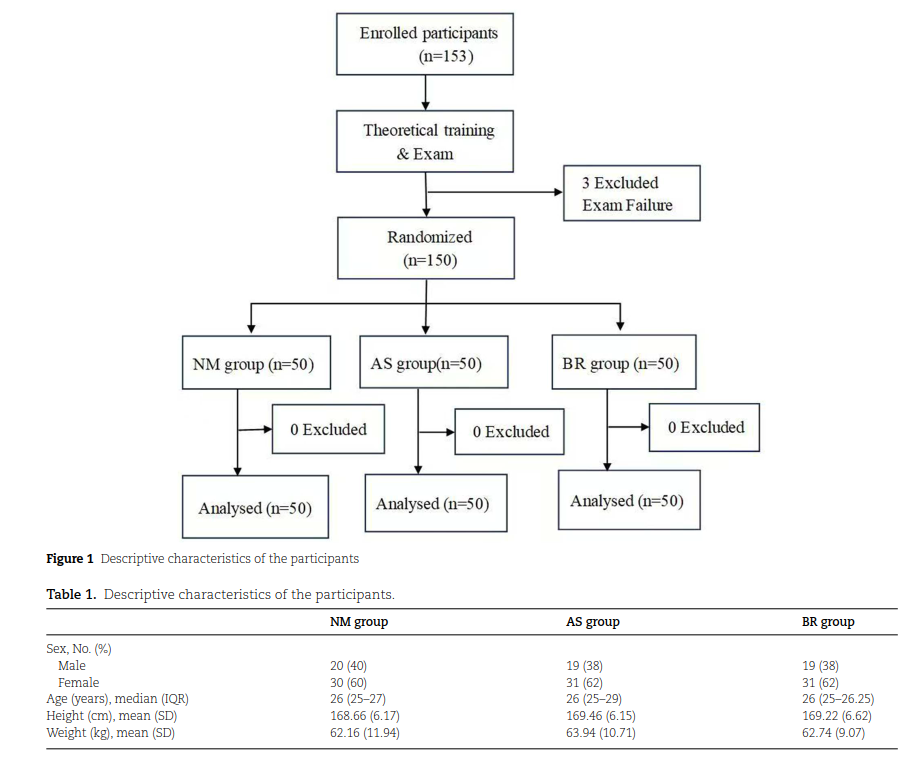 Enrolled participants
(n=153)
Theoretical training
& Exam
3 Excluded
Exam Failure
Randomized
(n=150)
NM group (n=50)
AS group(n=50)
BR group (n=50)
0 Excluded
0 Excluded
0 Excluded
Analysed (n=50)
Analysed (n=50)
Analysed (n=50)
Figure 1 Descriptive characteristics of the participants
Table 1. Descriptive characteristics of the participants.
NM group AS group BR group
Sex, No. (%)
Male 20 (40) 19 (38) 19 (38)
Female 30 (60) 31 (62) 31 (62)
Age (years), median (IQR) 26 (25–27) 26 (25–29) 26 (25–26.25)
Height (cm), mean (SD) 168.66 (6.17) 169.46 (6.15) 169.22 (6.62)
Weight (kg), mean (SD) 62.16 (11.94) 63.94 (10.71) 62.74 (9.07)